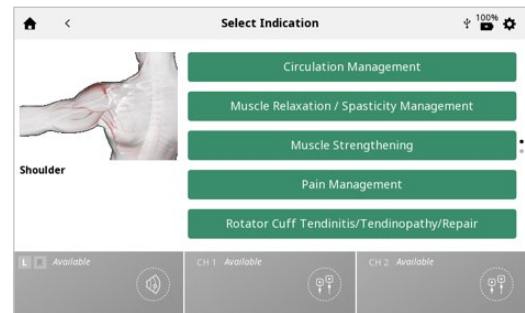 Select Indication
100%
Circulation Management
Muscle Relaxation / Spasticity Management
Muscle Strengthening
Shoulder
Pain Management
Rotator Cuff Tendinitis/Tendinopathy/Repair
L R Available
CH 1 Available
CH 2 Available